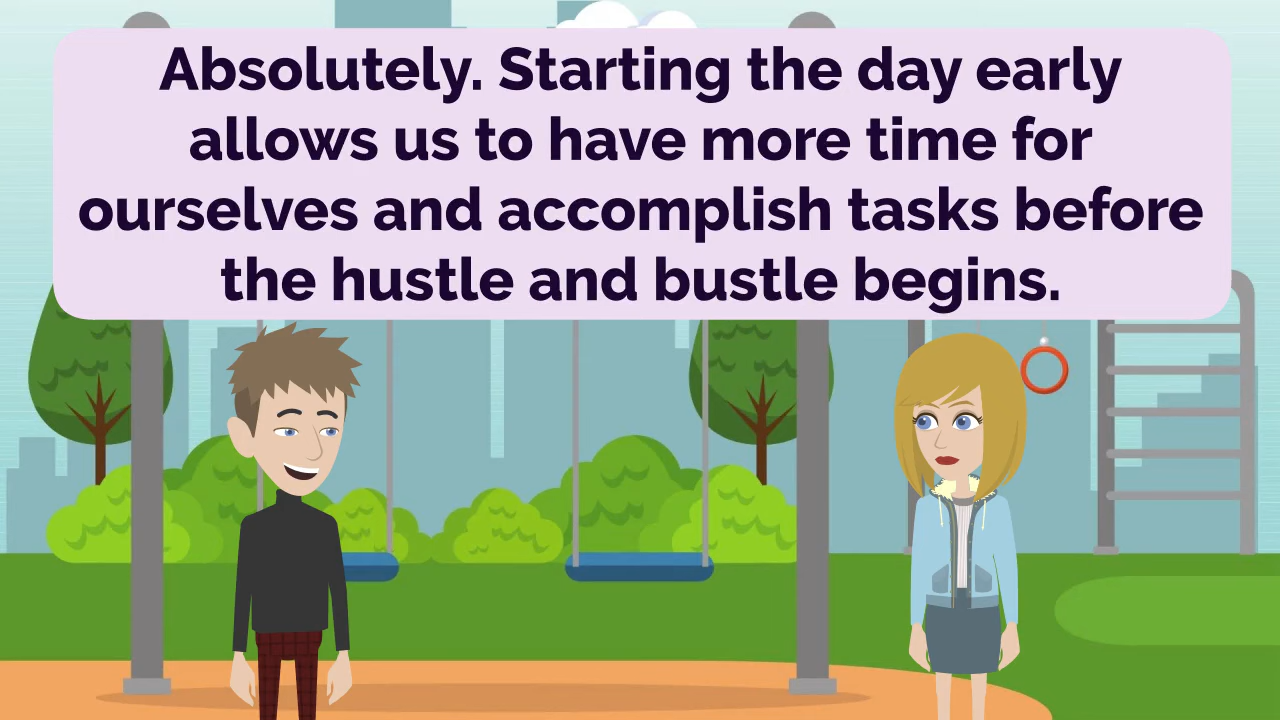 Absolutely. Starting the day early
allows us to have more time for
ourselves and accomplish tasks before
the hustle and bustle begins.